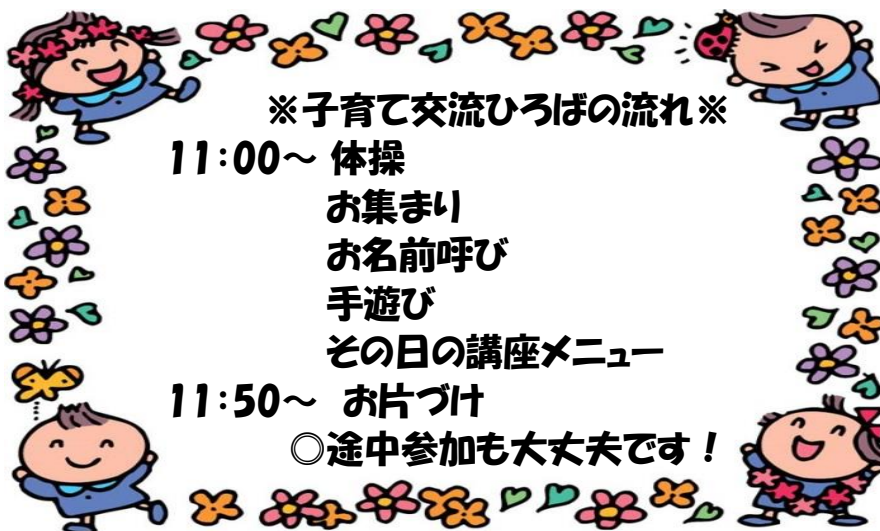 ※子育て交流ひろばの流れ※
11:00～ 体操
お集まり
お名前呼び
手遊び
その日の講座メニュー
11:50～ お片づけ
◎途中参加も大丈夫です！